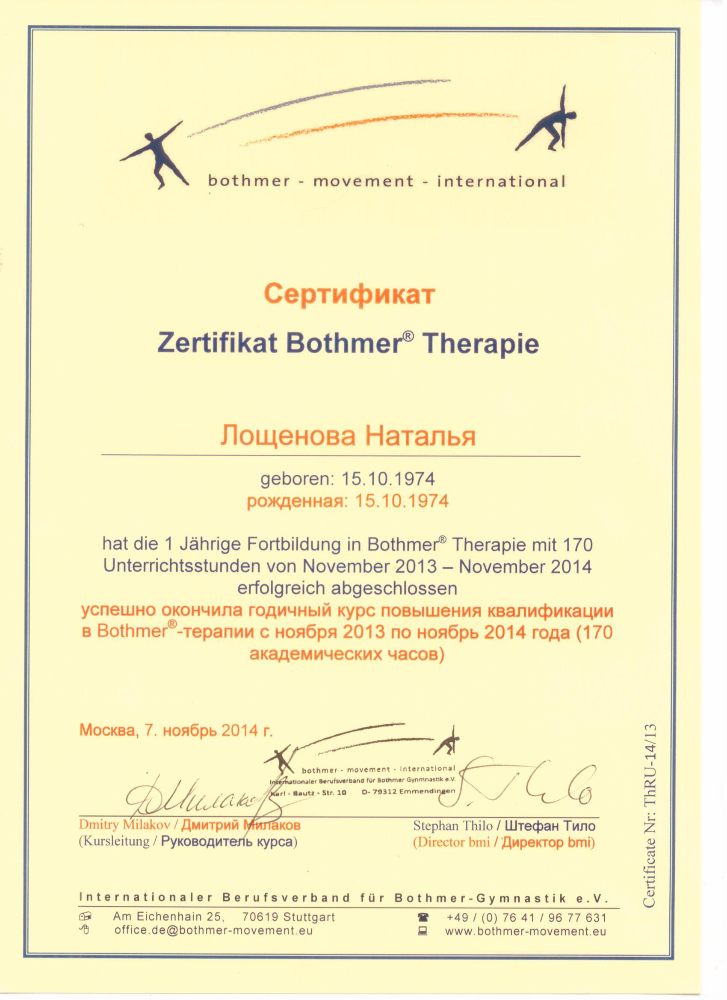 bothmer - movement - international
Сертификат
Zertifikat Bothmer® Therapie
Лощенова Наталья
geboren: 15.10.1974
рожденная: 15.10.1974
hat die 1 Jährige Fortbildung in Bothmer® Therapie mit 170
Unterrichtsstunden von November 2013 – November 2014
erfolgreich abgeschlossen
успешно окончила годичный курс повышения квалификации
в Bothmer®-терапии с ноября 2013 по ноябрь 2014 года (170
академических часов)
Москва, 7. ноябрь 2014 г.
bothmer - movement - International
Internationaler Berufsverband für Bothmer Gynmnastik e.V.
Karl - Bautz - Str. 10 D- 79312 Emmendingen
Д Милаков
S. Thilo
Dmitry Milakov / Дмитрий Милаков
(Kursleitung / Руководитель курса)
Stephan Thilo / Штефан Тило
(Director bmi / Директор bmi)
Certificate Nr: ThRU-14/13
Internationaler Berufsverband für Bothmer-Gymnastik e.V.
Am Eichenhain 25, 70619 Stuttgart
+49 / (0) 76 41 / 96 77 631
office.de@bothmer-movement.eu
www.bothmer-movement.eu